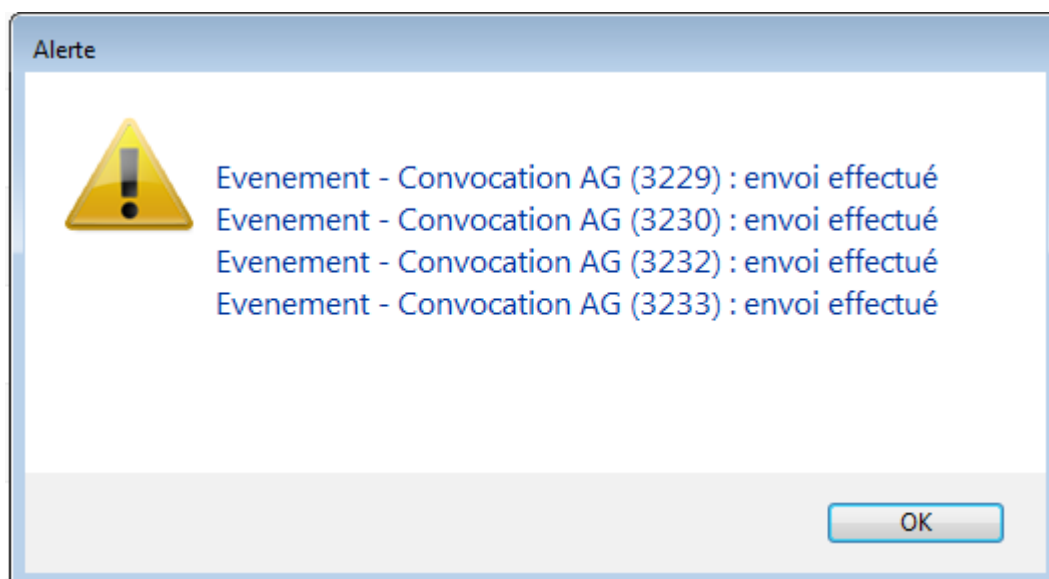 Alerte
Evenement - Convocation AG (3229) : envoi effectué
Evenement - Convocation AG (3230) : envoi effectué
Evenement - Convocation AG (3232) : envoi effectué
Evenement - Convocation AG (3233) : envoi effectué
OK